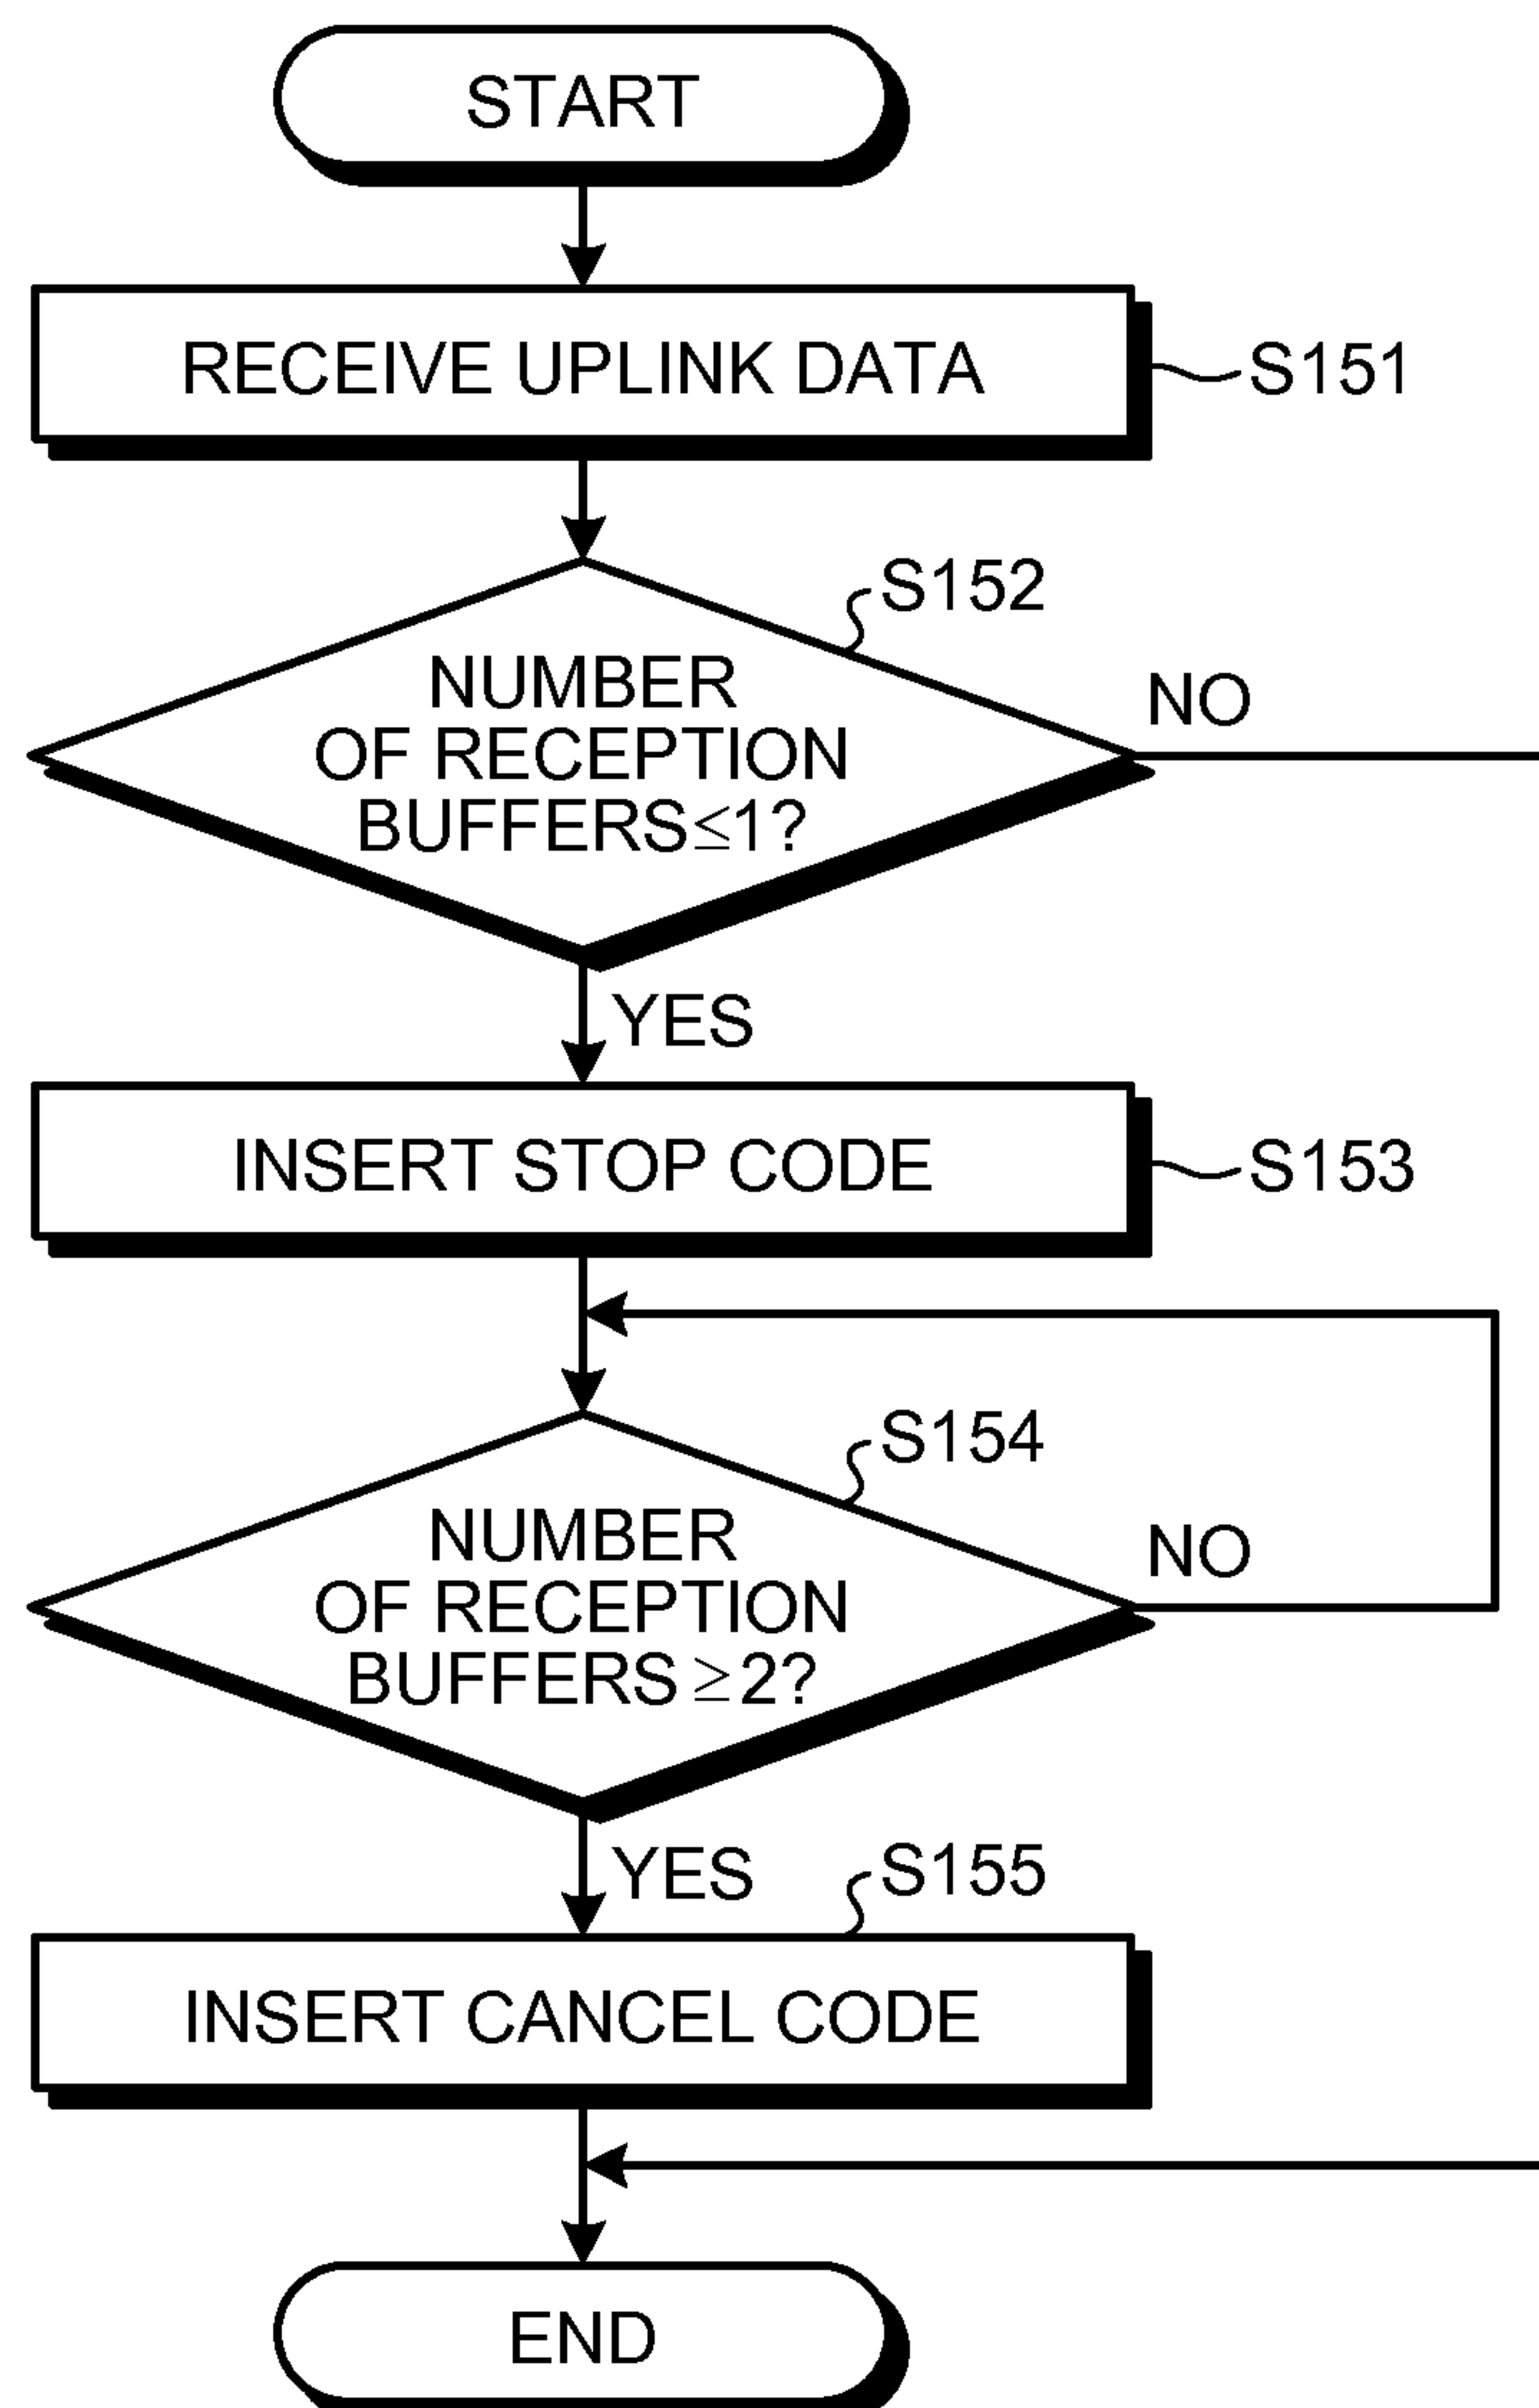 START
RECEIVE UPLINK DATA
S151
S152
NUMBER
OF RECEPTION
BUFFERS≤1?
NO
YES
INSERT STOP CODE
S153
S154
NUMBER
OF RECEPTION
BUFFERS ≥2?
NO
YES
S155
INSERT CANCEL CODE
END